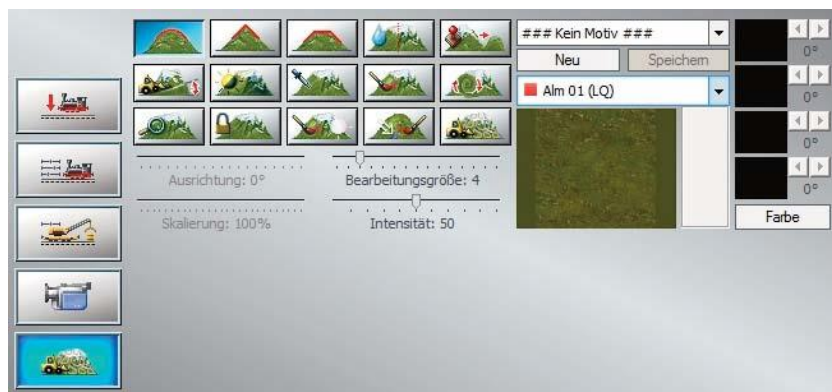 ### Kein Motiv ###
Neu Speichern
Alm 01 (LQ)
0°
0°
0°
0°
Farbe
Ausrichtung: 0° Bearbeitungsgröße: 4
Skalierung: 100% Intensität: 50